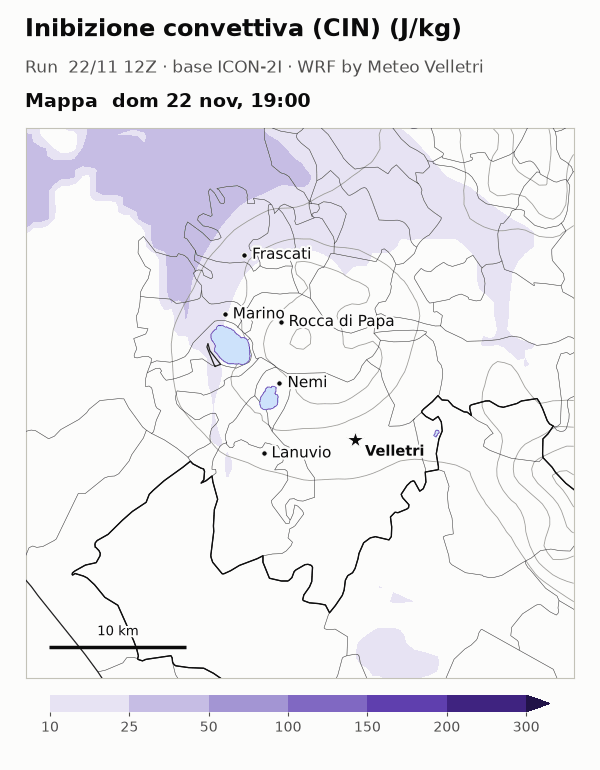 Inibizione convettiva (CIN) (J/kg)
Run  22/11 12Z · base ICON-2I · WRF by Meteo Velletri
Mappa  dom 22 nov, 19:00
Frascati
Marino
Rocca di Papa
Nemi
Velletri
Lanuvio
10 km
10 25 50 100 150 200 300